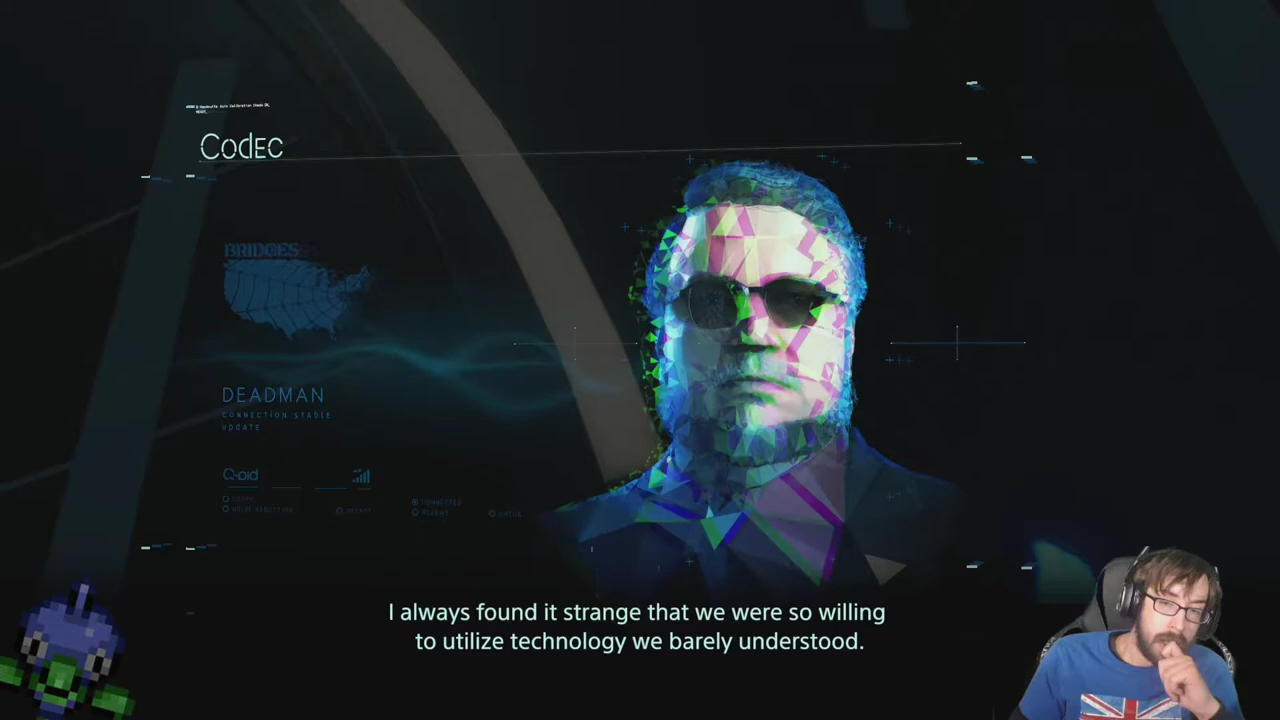 Codec
BRIDGES
DEADMAN
CONNECTION STABLE
UPDATE
Q-pid
CONNECTED
I always found it strange that we were so willing
to utilize technology we barely understood.